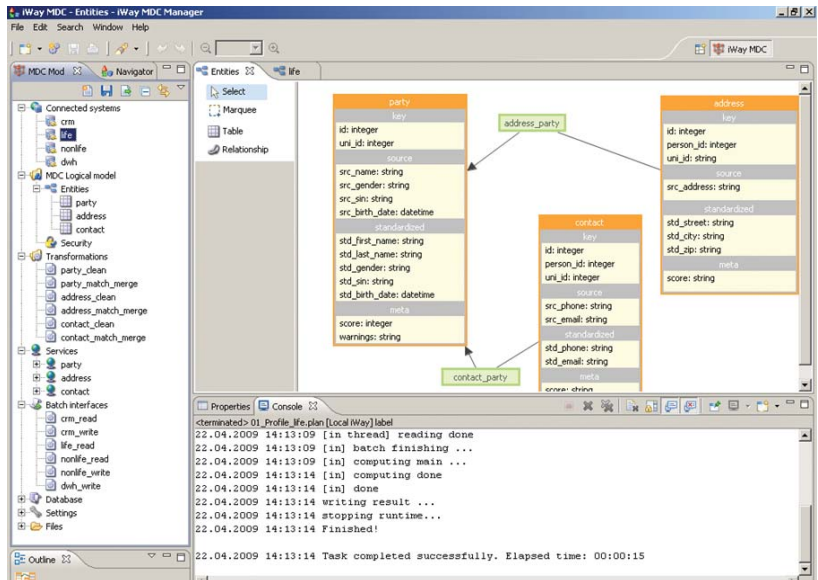 iWay MDC - Entities - iWay MDC Manager
File Edit Search Window Help
iWay MDC
MDC Mod
Navigator
Connected systems
crm
life
nonlife
dwh
MDC Logical model
Entities
party
address
contact
Security
Transformations
party_clean
party_match_merge
address_clean
address_match_merge
contact_clean
contact_match_merge
Services
party
address
contact
Batch interfaces
crm_read
crm_write
life_read
nonlife_read
nonlife_write
dwh_write
Database
Settings
Files
Outline
Entities
life
Select
Marquee
Table
Relationship
party
key
id: integer
uni_id: integer
source
src_name: string
src_gender: string
src_sin: string
src_birth_date: datetime
standardized
std_first_name: string
std_last_name: string
std_gender: string
std_sin: string
std_birth_date: datetime
meta
score: integer
warnings: string
address_party
contact_party
contact
key
id: integer
person_id: integer
uni_id: integer
source
src_phone: string
src_email: string
standardized
std_phone: string
std_email: string
meta
score: string
address
key
id: integer
person_id: integer
uni_id: string
source
src_address: string
standardized
std_street: string
std_city: string
std_zip: string
meta
score: string
Properties
Console
<terminated> 01_Profile_life.plan [Local iWay] label
22.04.2009 14:13:09 [in thread] reading done
22.04.2009 14:13:09 [in] batch finishing ...
22.04.2009 14:13:09 [in] computing main ...
22.04.2009 14:13:14 [in] computing done
22.04.2009 14:13:14 [in] done
22.04.2009 14:13:14 writing result ...
22.04.2009 14:13:14 stopping runtime...
22.04.2009 14:13:14 Finished!
22.04.2009 14:13:14 Task completed successfully. Elapsed time: 00:00:15